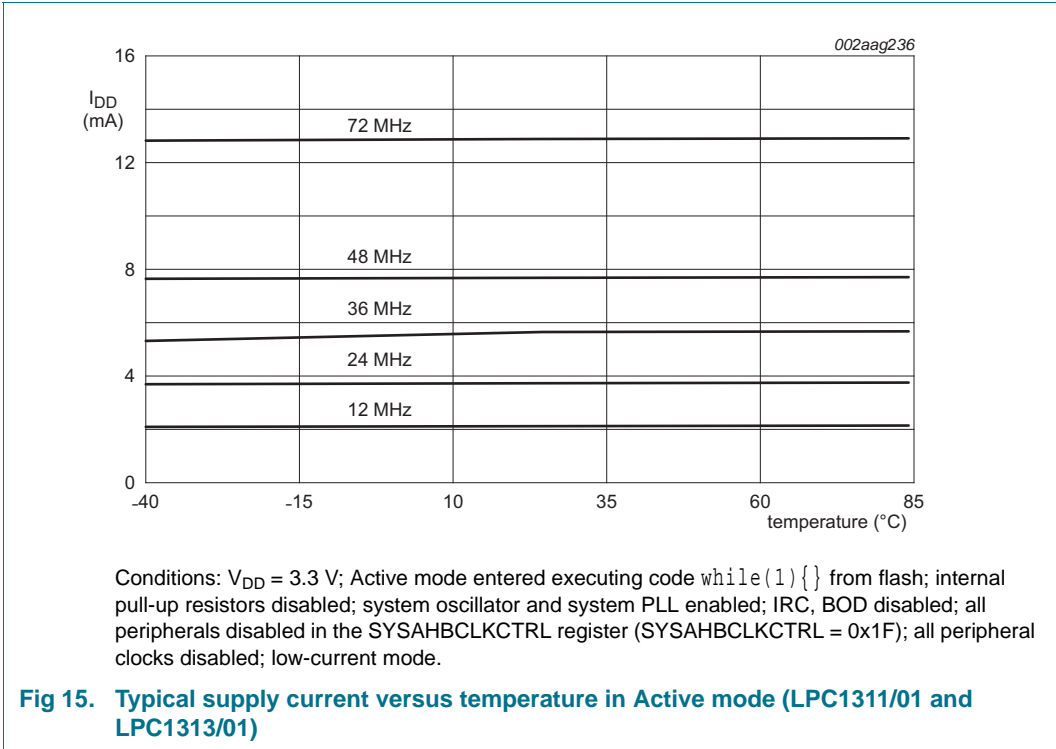 002aag236
16
I_DD
(mA)
72 MHz
12
48 MHz
8
36 MHz
24 MHz
4
12 MHz
0
-40 -15 10 35 60 85
temperature (°C)
Conditions: V_DD = 3.3 V; Active mode entered executing code while(1){} from flash; internal
pull-up resistors disabled; system oscillator and system PLL enabled; IRC, BOD disabled; all
peripherals disabled in the SYSAHBCLKCTRL register (SYSAHBCLKCTRL = 0x1F); all peripheral
clocks disabled; low-current mode.
Fig 15. Typical supply current versus temperature in Active mode (LPC1311/01 and
LPC1313/01)